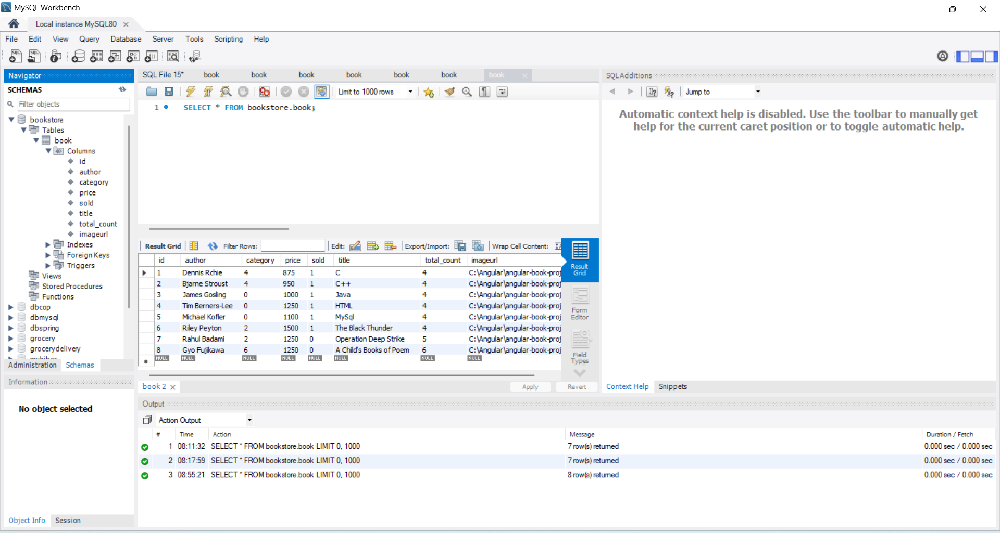 MySQL Workbench
Local instance MySQL80
File Edit View Query Database Server Tools Scripting Help
Navigator
SCHEMAS
Filter objects
bookstore
Tables
book
Columns
id
author
category
price
sold
title
total_count
imageurl
Indexes
Foreign Keys
Triggers
Views
Stored Procedures
Functions
dbcop
dbmysql
dbspring
grocery
grocerydelivery
Administration Schemas
Information
No object selected
Object Info Session
SQL File 15* book book book book book book book
Limit to 1000 rows
1 SELECT * FROM bookstore.book;
Result Grid Filter Rows: Edit: Export/Import: Wrap Cell Content:
id author category price sold title total_count imageurl
1 Dennis Rchie 4 875 1 C 4 C:\Angular\angular-book-proj
2 Bjarne Stroust 4 950 1 C++ 4 C:\Angular\angular-book-proj
3 James Gosling 0 1000 1 Java 4 C:\Angular\angular-book-proj
4 Tim Berners-Lee 0 1250 1 HTML 4 C:\Angular\angular-book-proj
5 Michael Kofler 0 1100 1 MySql 4 C:\Angular\angular-book-proj
6 Riley Peyton 2 1500 1 The Black Thunder 4 C:\Angular\angular-book-proj
7 Rahul Badami 2 1250 0 Operation Deep Strike 5 C:\Angular\angular-book-proj
8 Gyo Fujikawa 6 1250 0 A Child's Books of Poem 6 C:\Angular\angular-book-proj
NULL NULL NULL NULL NULL NULL NULL NULL
Result
Grid
Form
Editor
Field
Types
book 2
Apply Revert
SQLAdditions
Jump to
Automatic context help is disabled. Use the toolbar to manually get
help for the current caret position or to toggle automatic help.
Context Help Snippets
Output
Action Output
# Time Action Message Duration / Fetch
1 08:11:32 SELECT * FROM bookstore.book LIMIT 0, 1000 7 row(s) returned 0.000 sec / 0.000 sec
2 08:17:59 SELECT * FROM bookstore.book LIMIT 0, 1000 7 row(s) returned 0.000 sec / 0.000 sec
3 08:55:21 SELECT * FROM bookstore.book LIMIT 0, 1000 8 row(s) returned 0.000 sec / 0.000 sec